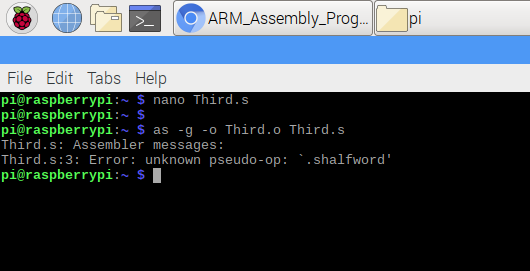 ARM_Assembly_Prog...
pi
File Edit Tabs Help
pi@raspberrypi:~ $ nano Third.s
pi@raspberrypi:~ $
pi@raspberrypi:~ $ as -g -o Third.o Third.s
Third.s: Assembler messages:
Third.s:3: Error: unknown pseudo-op: `.shalfword'
pi@raspberrypi:~ $